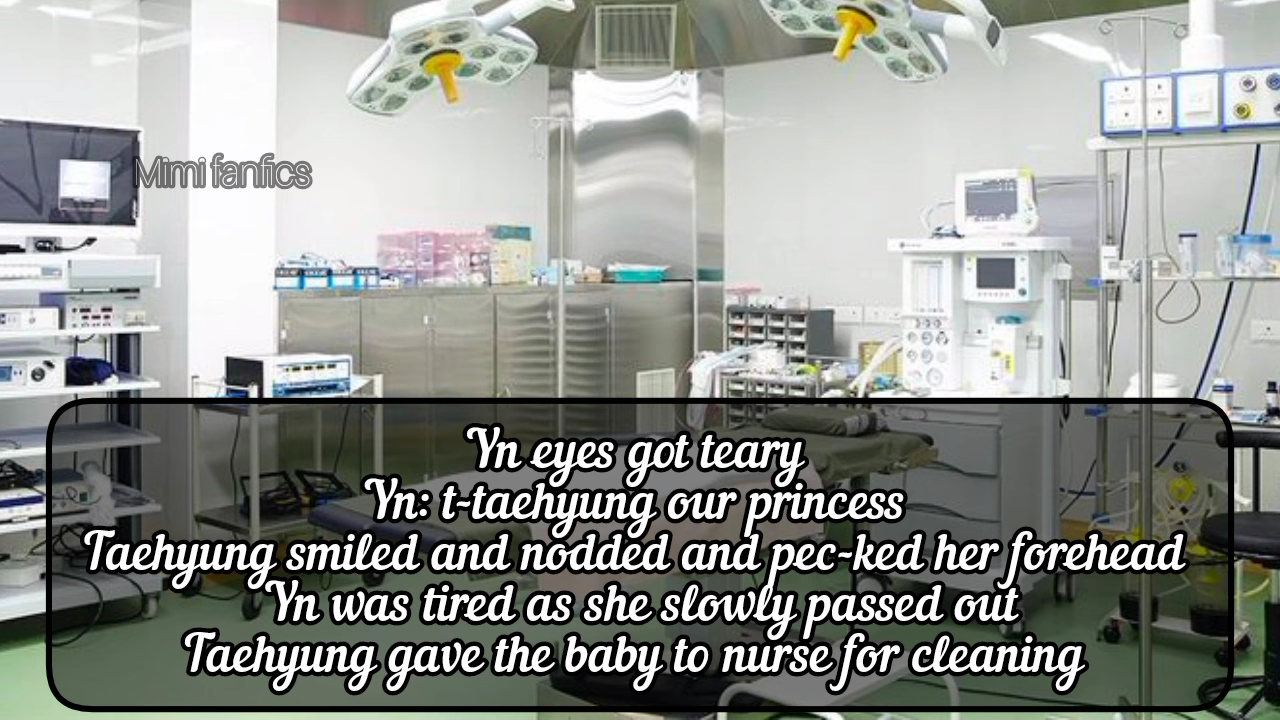 Mimi fanfics
Yn eyes got teary
Yn: t-taehyung our princess
Taehyung smiled and nodded and pec-ked her forehead
Yn was tired as she slowly passed out
Taehyung gave the baby to nurse for cleaning